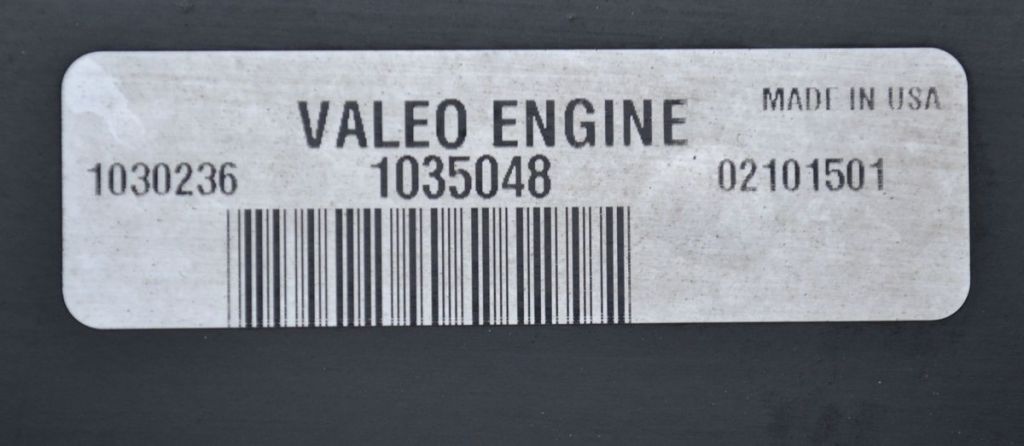 MADE IN USA
VALEO ENGINE
1030236 1035048 02101501